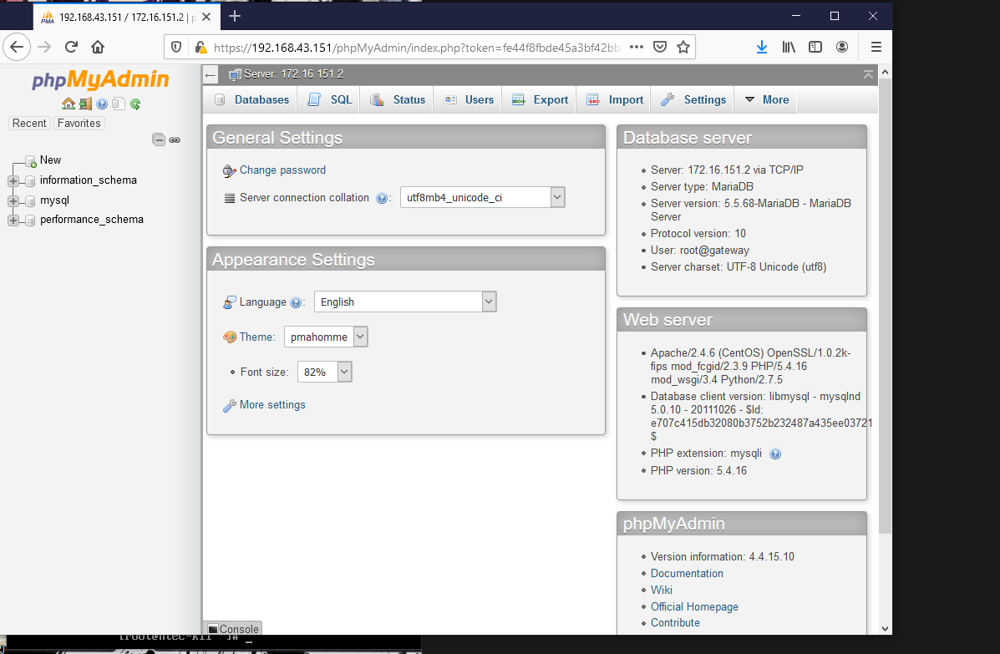 192.168.43.151 / 172.16.151.2 | p
https://192.168.43.151/phpMyAdmin/index.php?token=fe44f8fbde45a3bf42bb
phpMyAdmin
Recent
Favorites
New
information_schema
mysql
performance_schema
Server: 172.16.151.2
Databases
SQL
Status
Users
Export
Import
Settings
More
General Settings
Change password
Server connection collation
:
utf8mb4_unicode_ci
Appearance Settings
Language
:
English
Theme:
pmahomme
Font size:
82%
More settings
Database server
Server: 172.16.151.2 via TCP/IP
Server type: MariaDB
Server version: 5.5.68-MariaDB - MariaDB
Server
Protocol version: 10
User: root@gateway
Server charset: UTF-8 Unicode (utf8)
Web server
Apache/2.4.6 (CentOS) OpenSSL/1.0.2k-
fips mod_fcgid/2.3.9 PHP/5.4.16
mod_wsgi/3.4 Python/2.7.5
Database client version: libmysql - mysqlnd
5.0.10 - 20111026 - $Id:
e707c415db32080b3752b232487a435ee03721
$
PHP extension: mysqli
PHP version: 5.4.16
phpMyAdmin
Version information: 4.4.15.10
Documentation
Wiki
Official Homepage
Contribute
Console